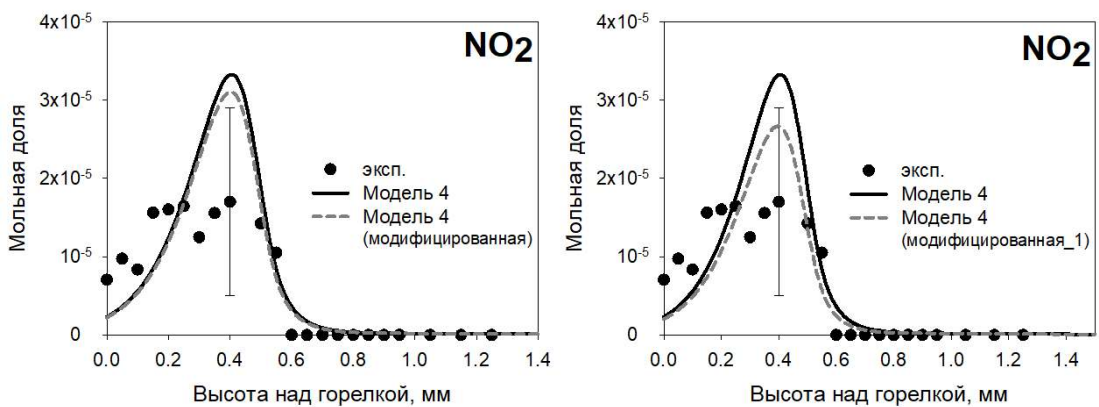 4x10-5
NO2
3x10-5
2x10-5
1x10-5
0
Мольная доля
эксп.
Модель 4
Модель 4
(модифицированная)
0.0 0.2 0.4 0.6 0.8 1.0 1.2 1.4
Высота над горелкой, мм
4x10-5
NO2
3x10-5
2x10-5
1x10-5
0
Мольная доля
эксп.
Модель 4
Модель 4
(модифицированная_1)
0.0 0.2 0.4 0.6 0.8 1.0 1.2 1.4
Высота над горелкой, мм